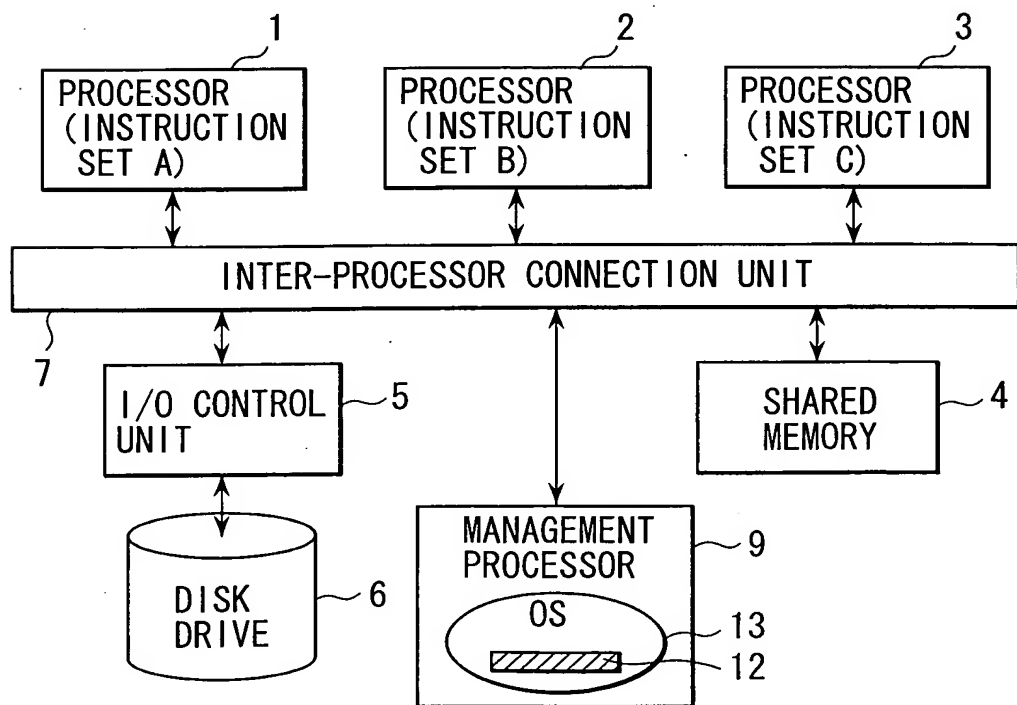 1
2
3
PROCESSOR
(INSTRUCTION
SET A)
PROCESSOR
(INSTRUCTION
SET B)
PROCESSOR
(INSTRUCTION
SET C)
INTER-PROCESSOR CONNECTION UNIT
7
I/O CONTROL
UNIT
5
SHARED
MEMORY
4
DISK
DRIVE
6
MANAGEMENT
PROCESSOR
9
OS
13
12